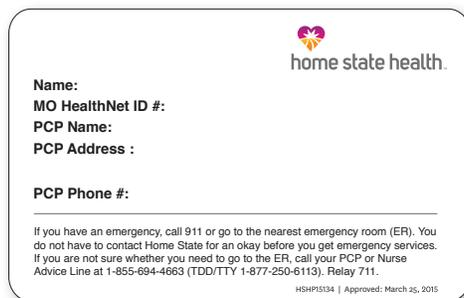 home state health™
Name:
MO HealthNet ID #:
PCP Name:
PCP Address :
PCP Phone #:
If you have an emergency, call 911 or go to the nearest emergency room (ER). You
do not have to contact Home State for an okay before you get emergency services.
If you are not sure whether you need to go to the ER, call your PCP or Nurse
Advice Line at 1-855-694-4663 (TDD/TTY 1-877-250-6113). Relay 711.
HSHP15134 | Approved: March 25, 2015